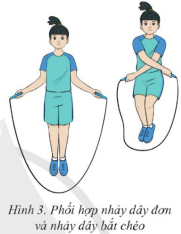 Hình 3. Phối hợp nhảy dây đơn
và nhảy dây bắt chéo